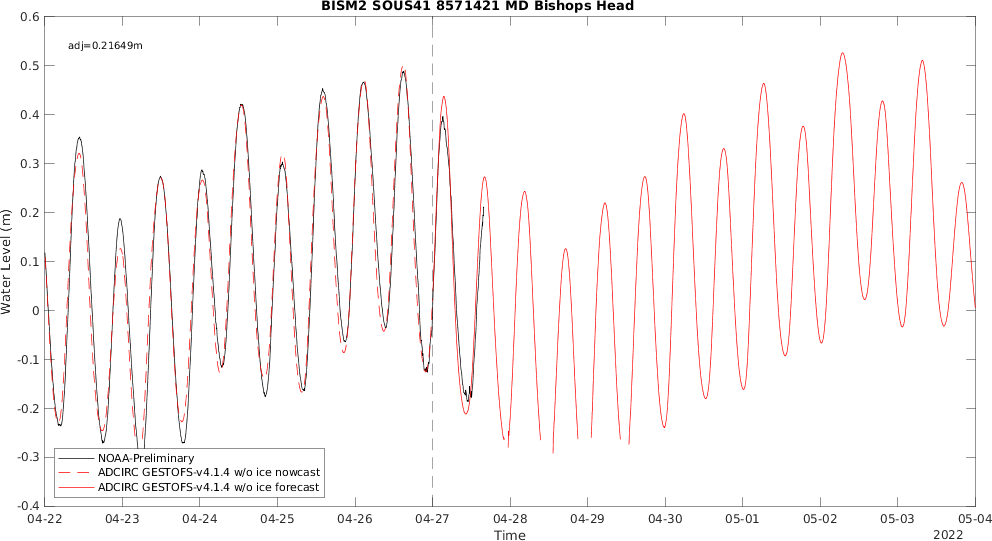 BISM2 SOUS41 8571421 MD Bishops Head
adj=0.21649m
0.6
0.5
0.4
0.3
0.2
0.1
0
-0.1
-0.2
-0.3
-0.4
Water Level (m)
NOAA-Preliminary
ADCIRC GESTOFS-v4.1.4 w/o ice nowcast
ADCIRC GESTOFS-v4.1.4 w/o ice forecast
04-22 04-23 04-24 04-25 04-26 04-27 04-28 04-29 04-30 05-01 05-02 05-03 05-04
Time
2022